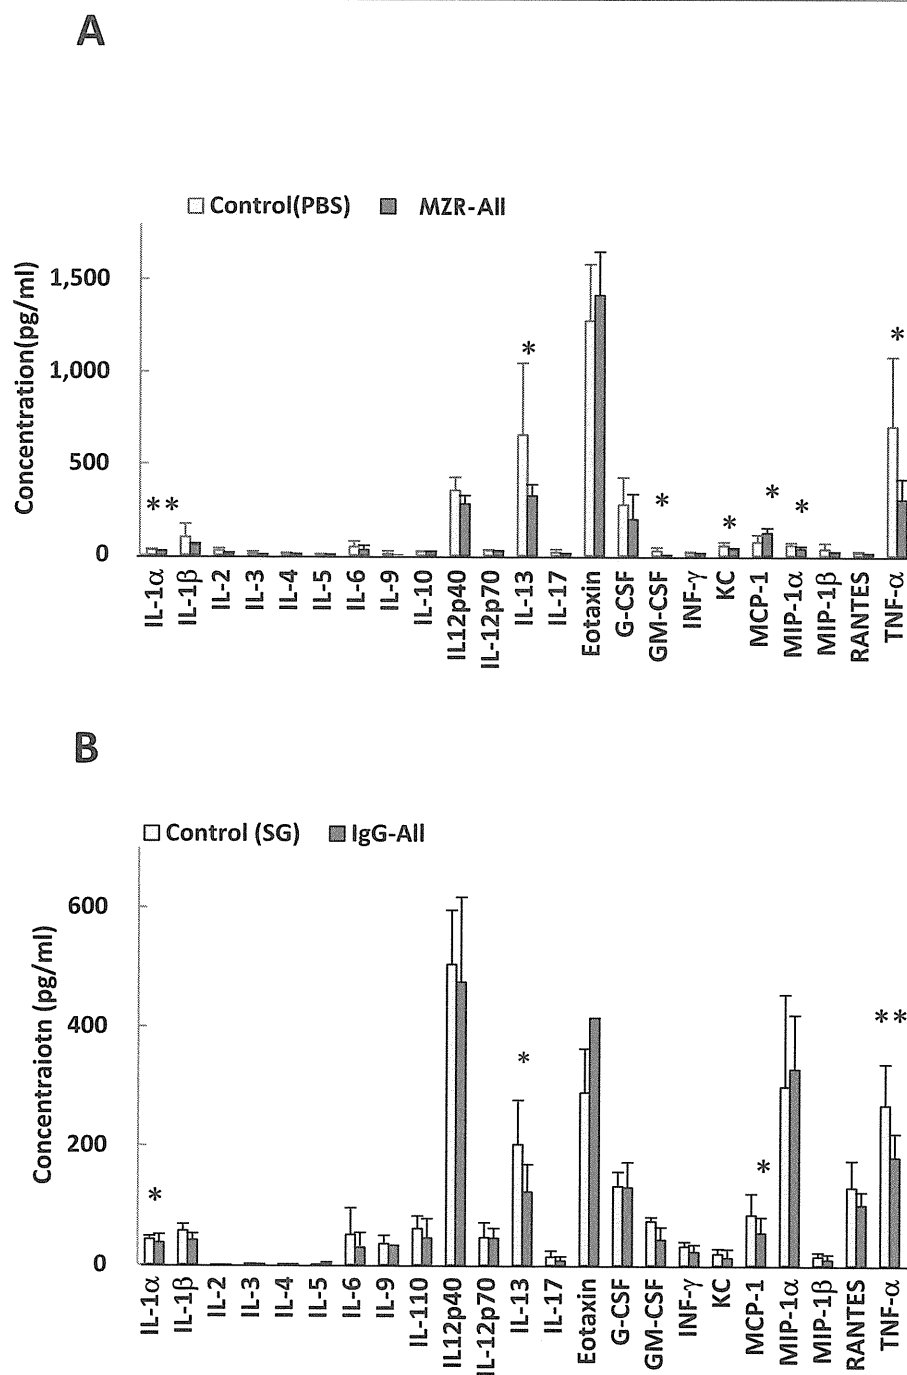 A
Control(PBS) MZR-All
Concentration(pg/ml)
1,500
1,000
500
0
* *
*
*
*
*
*
*
IL-1α IL-1β IL-2 IL-3 IL-4 IL-5 IL-6 IL-9 IL-10 IL12p40 IL-12p70 IL-13 IL-17 Eotaxin G-CSF GM-CSF INF-γ KC MCP-1 MIP-1α MIP-1β RANTES TNF-α
B
Control (SG) IgG-All
Concentraiotn (pg/ml)
600
400
200
0
*
*
*
* *
IL-1α IL-1β IL-2 IL-3 IL-4 IL-5 IL-6 IL-9 IL-110 IL12p40 IL-12p70 IL-13 IL-17 Eotaxin G-CSF GM-CSF INF-γ KC MCP-1 MIP-1α MIP-1β RANTES TNF-α